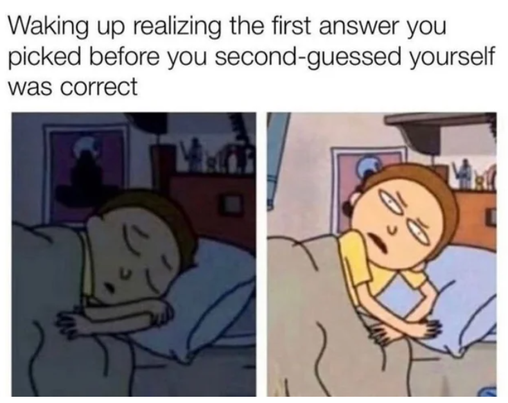 Waking up realizing the first answer you
picked before you second-guessed yourself
was correct